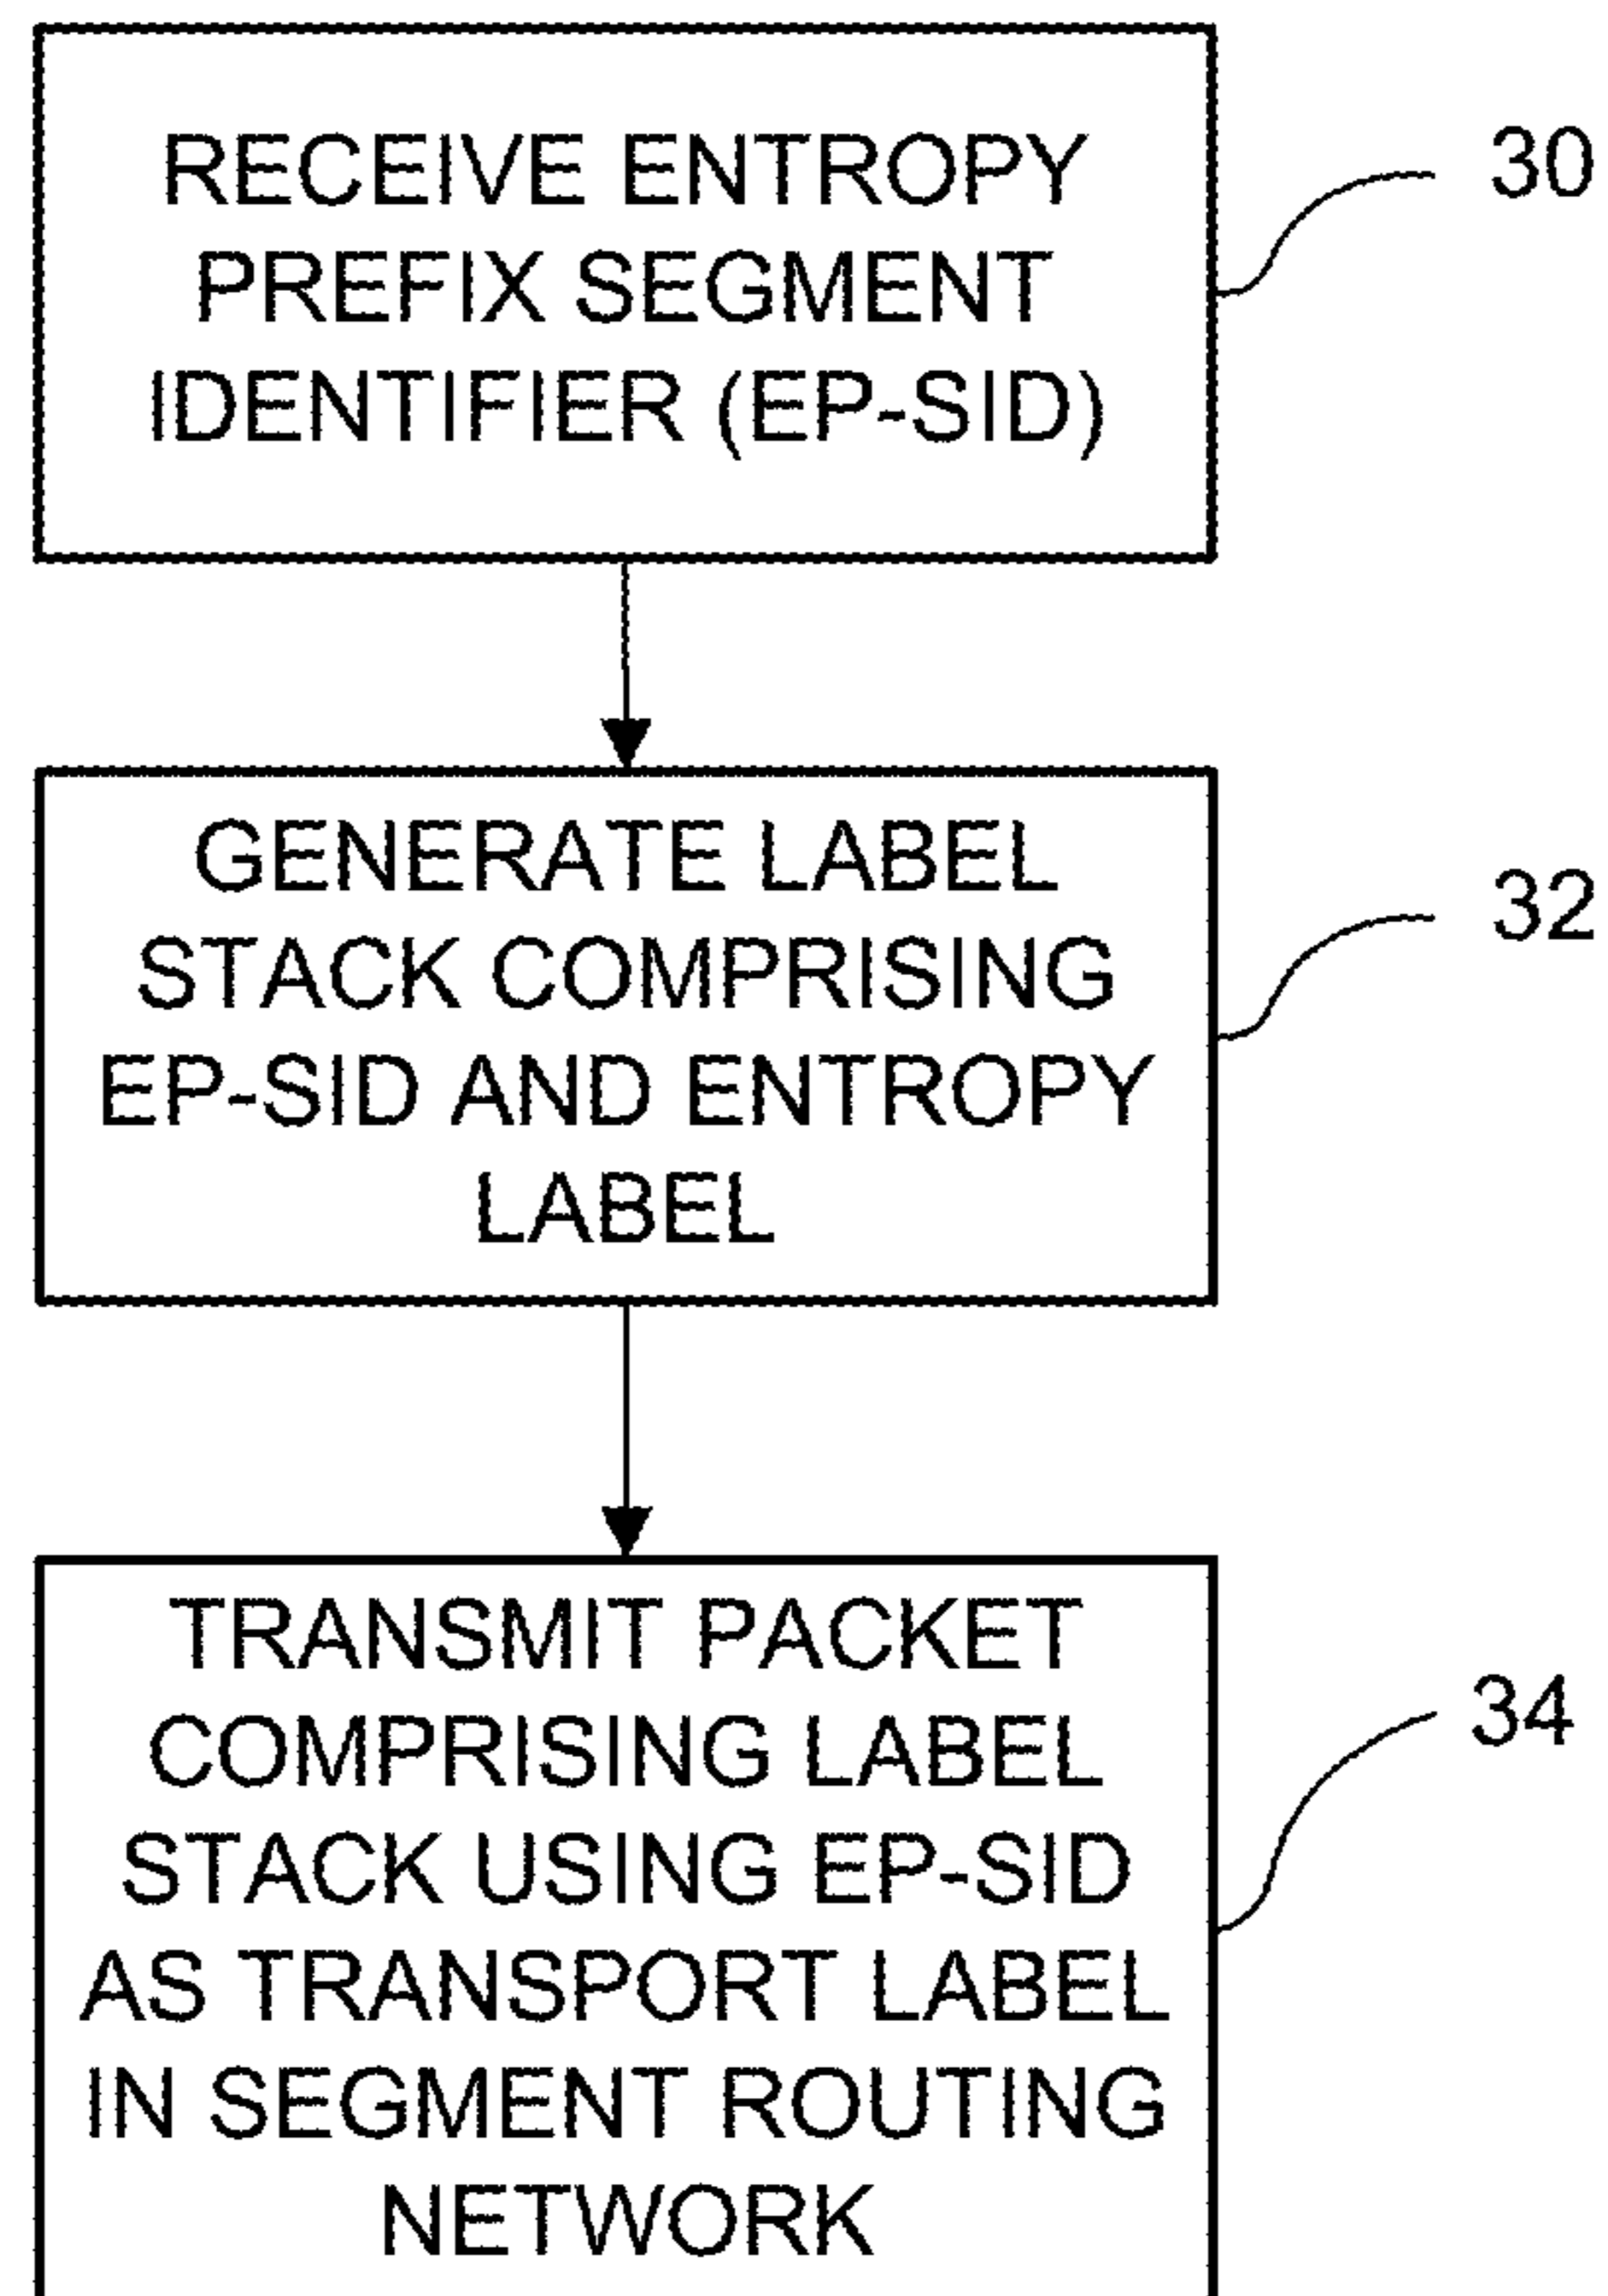 RECEIVE ENTROPY
PREFIX SEGMENT
IDENTIFIER (EP-SID)
30
GENERATE LABEL
STACK COMPRISING
EP-SID AND ENTROPY
LABEL
32
TRANSMIT PACKET
COMPRISING LABEL
STACK USING EP-SID
AS TRANSPORT LABEL
IN SEGMENT ROUTING
NETWORK
34